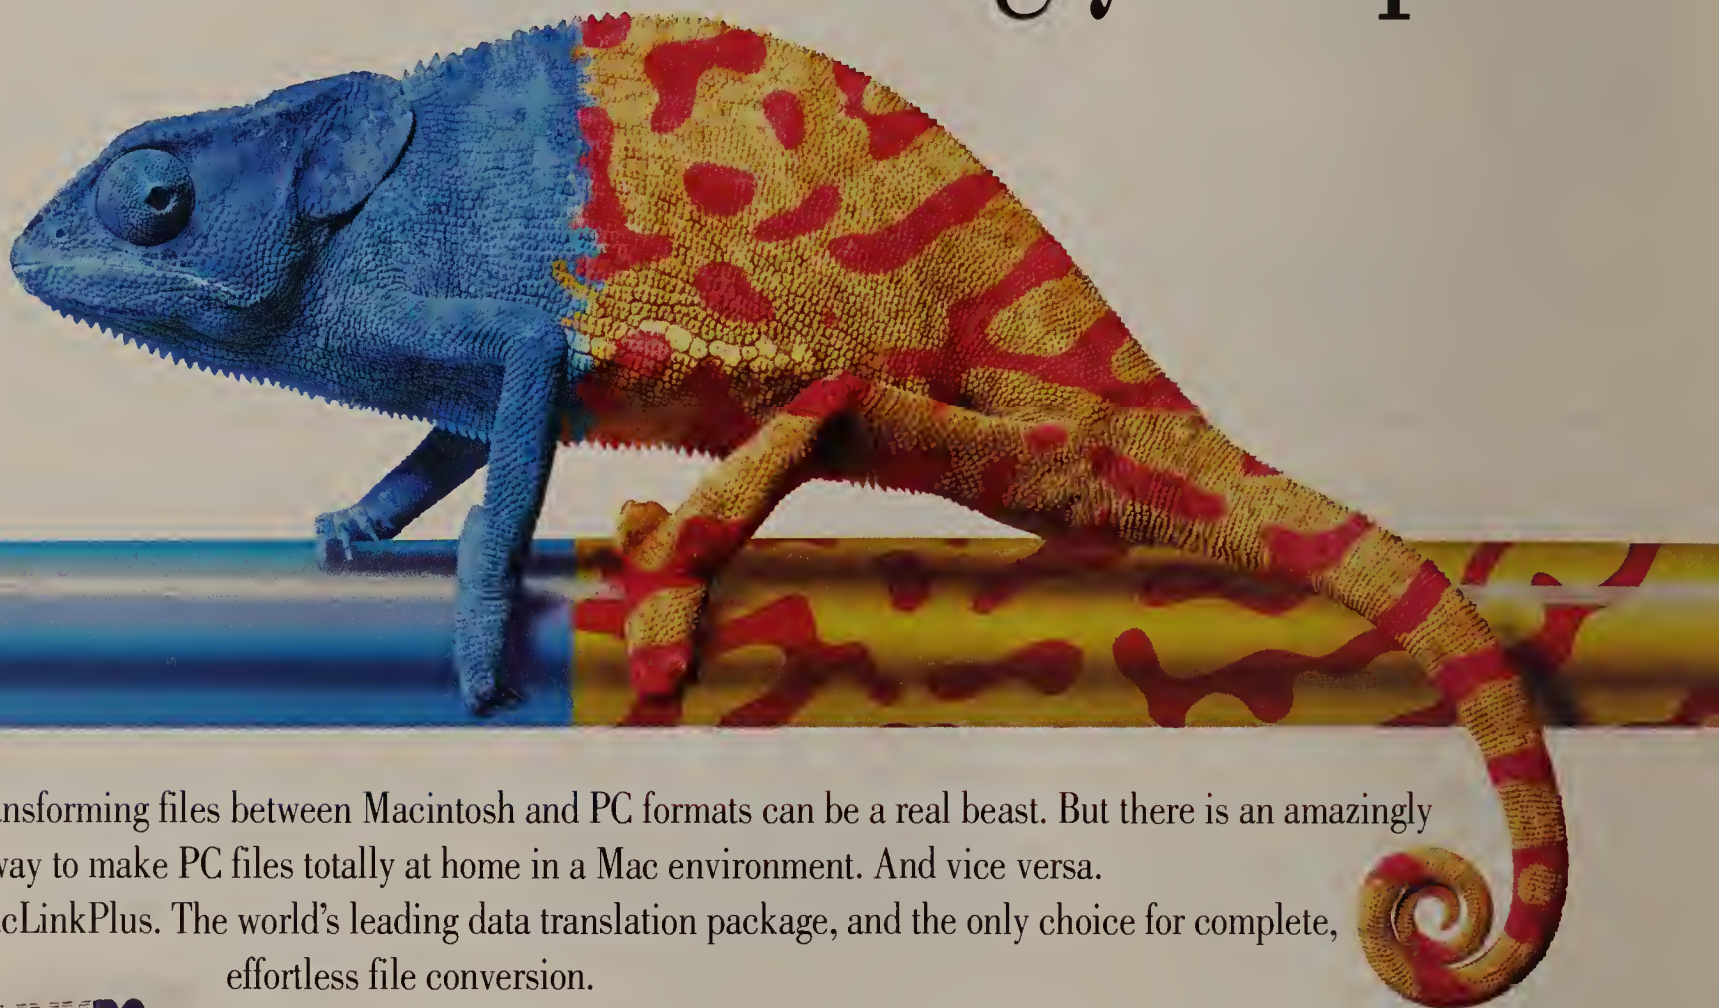 nsforming files between Macintosh and PC formats can be a real beast. But there is an amazingly
way to make PC files totally at home in a Mac environment. And vice versa.
cLinkPlus. The world's leading data translation package, and the only choice for complete,
effortless file conversion.